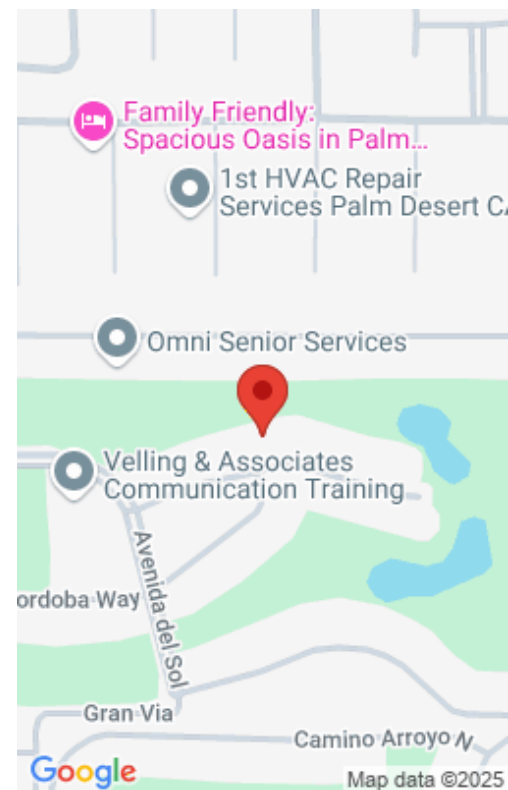 Family Friendly:
Spacious Oasis in Palm...
1st HVAC Repair
Services Palm Desert CA
Omni Senior Services
Velling & Associates
Communication Training
Avenida del Sol
ordoba Way
Gran Via
Camino Arroyo N
Google
Map data ©2025